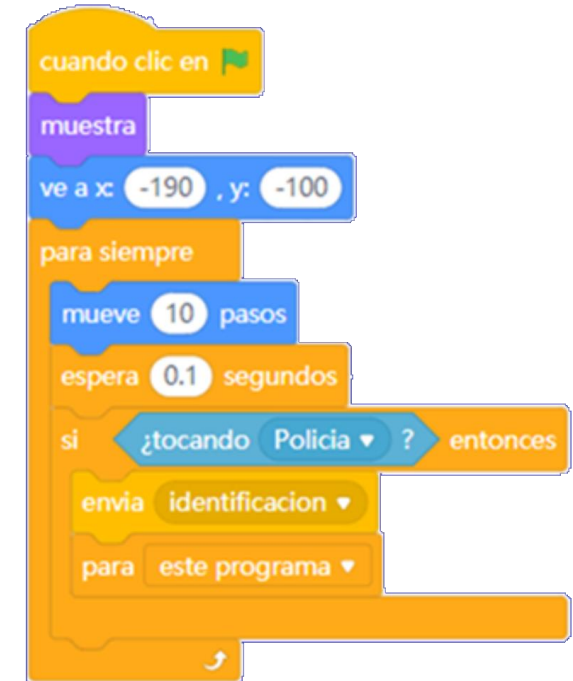 cuando clic en
muestra
ve a x: -190 , y: -100
para siempre
mueve 10 pasos
espera 0.1 segundos
si ¿tocando Policia ? entonces
envia identificacion
para este programa